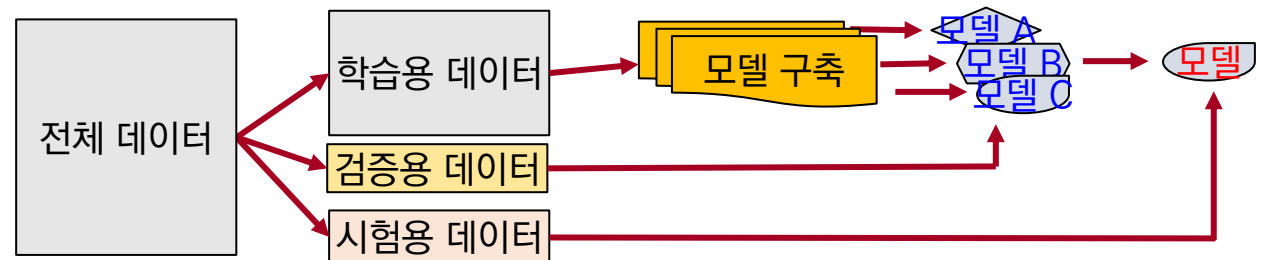 전체 데이터
학습용 데이터
검증용 데이터
시험용 데이터
모델 구축
모델 A
모델 B
모델 C
모델